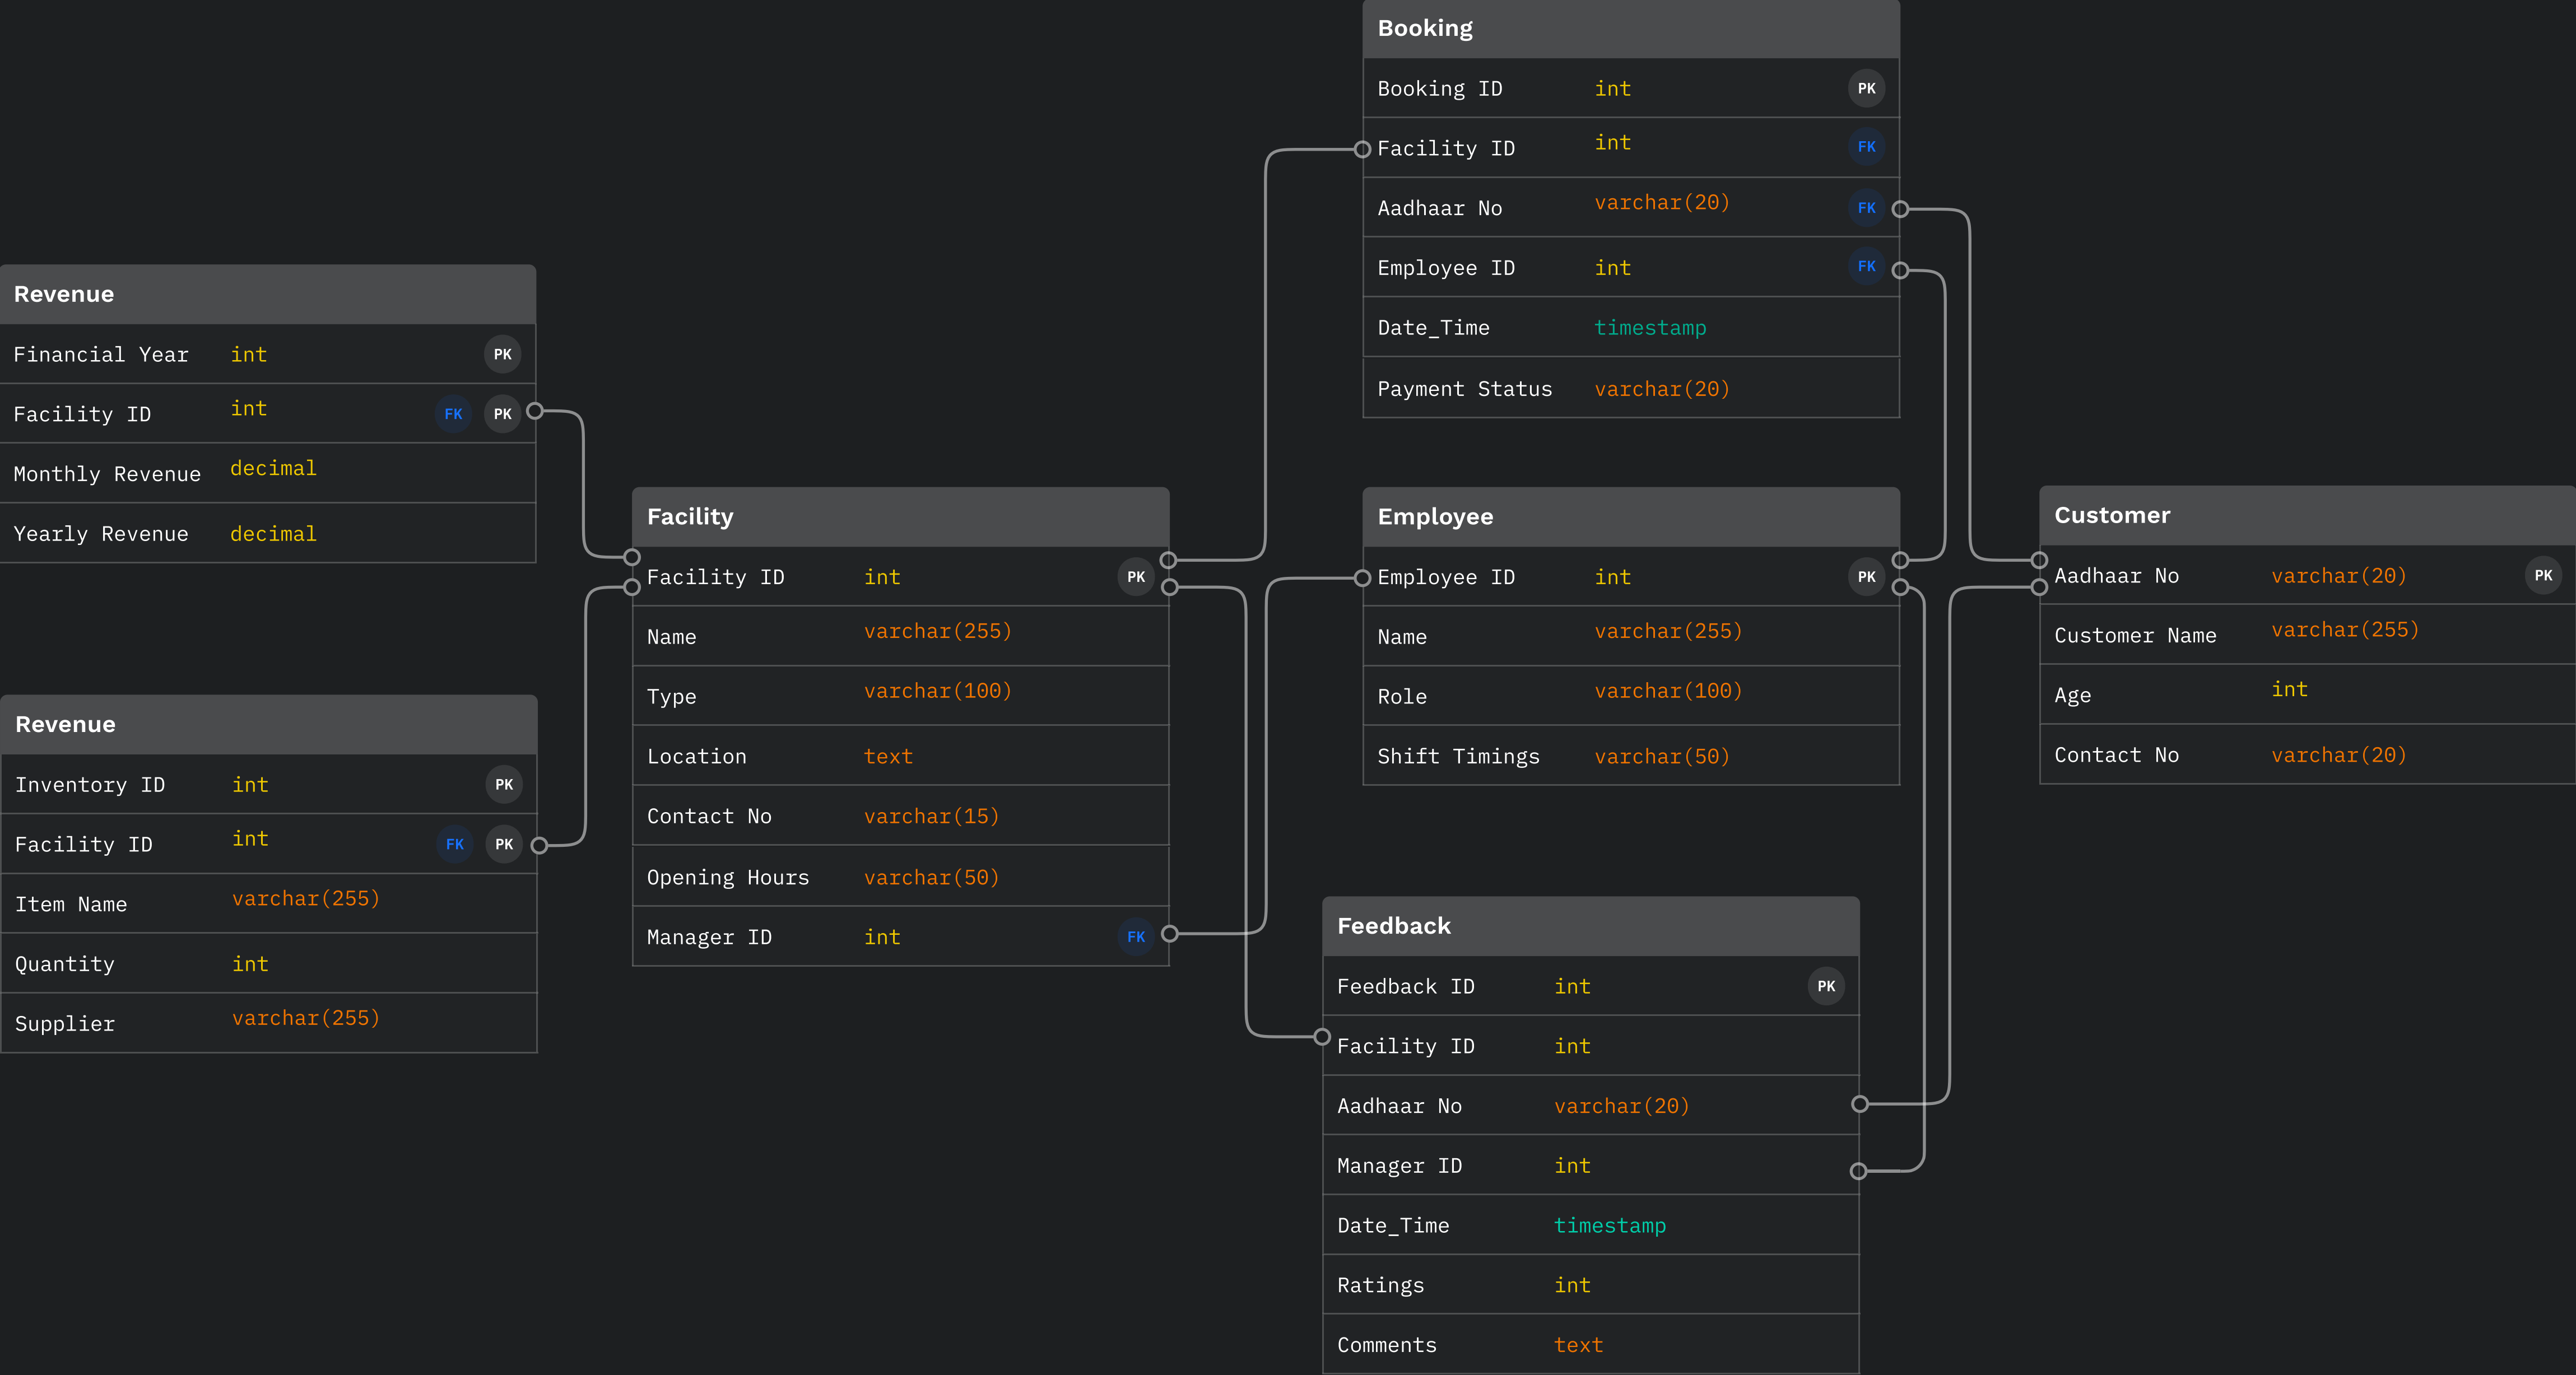 Booking
Booking ID int PK
Facility ID int FK
Aadhaar No varchar(20) FK
Employee ID int FK
Date_Time timestamp
Payment Status varchar(20)
Revenue
Financial Year int PK
Facility ID int FK PK
Monthly Revenue decimal
Yearly Revenue decimal
Revenue
Inventory ID int PK
Facility ID int FK PK
Item Name varchar(255)
Quantity int
Supplier varchar(255)
Facility
Facility ID int PK
Name varchar(255)
Type varchar(100)
Location text
Contact No varchar(15)
Opening Hours varchar(50)
Manager ID int FK
Employee
Employee ID int PK
Name varchar(255)
Role varchar(100)
Shift Timings varchar(50)
Customer
Aadhaar No varchar(20) PK
Customer Name varchar(255)
Age int
Contact No varchar(20)
Feedback
Feedback ID int PK
Facility ID int
Aadhaar No varchar(20)
Manager ID int
Date_Time timestamp
Ratings int
Comments text